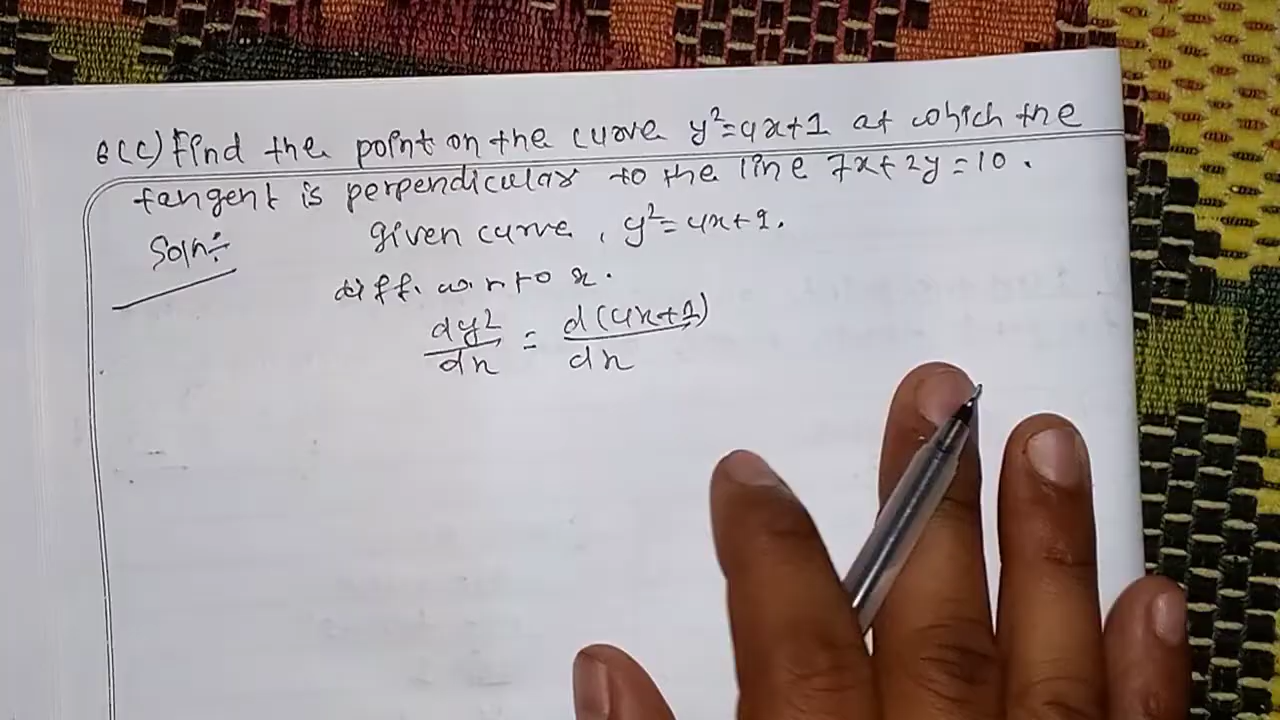 6(c) Find the point on the curve y²=4x+1 at which the
tangent is perpendicular to the line 7x+2y=10.
Soln÷
given curve, y²=4x+1.
diff. w.r.to x.
dy²/dx = d(4x+1)/dx